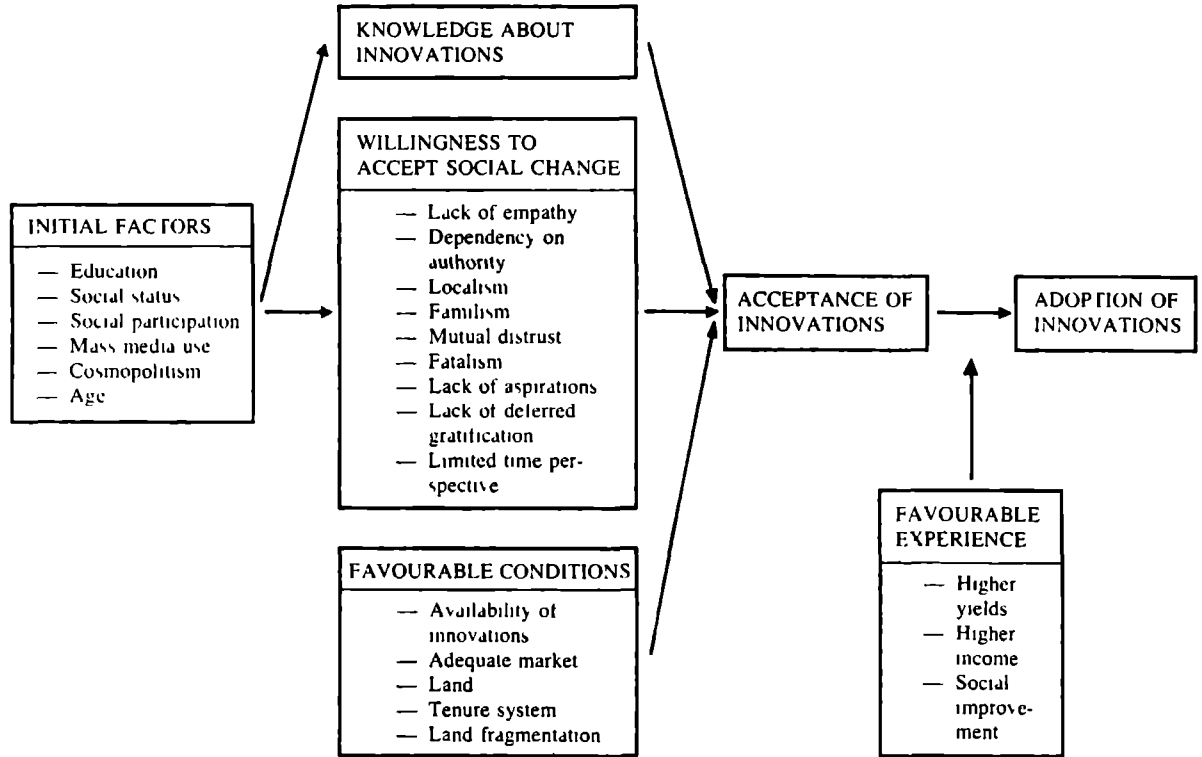 KNOWLEDGE ABOUT
INNOVATIONS
WILLINGNESS TO
ACCEPT SOCIAL CHANGE
— Lack of empathy
— Dependency on
authority
— Localism
— Familism
— Mutual distrust
— Fatalism
— Lack of aspirations
— Lack of deferred
gratification
— Limited time per-
spective
INITIAL FACTORS
— Education
— Social status
— Social participation
— Mass media use
— Cosmopolitism
— Age
ACCEPTANCE OF
INNOVATIONS
ADOPTION OF
INNOVATIONS
FAVOURABLE CONDITIONS
— Availability of
innovations
— Adequate market
— Land
— Tenure system
— Land fragmentation
FAVOURABLE
EXPERIENCE
— Higher
yields
— Higher
income
— Social
improve-
ment